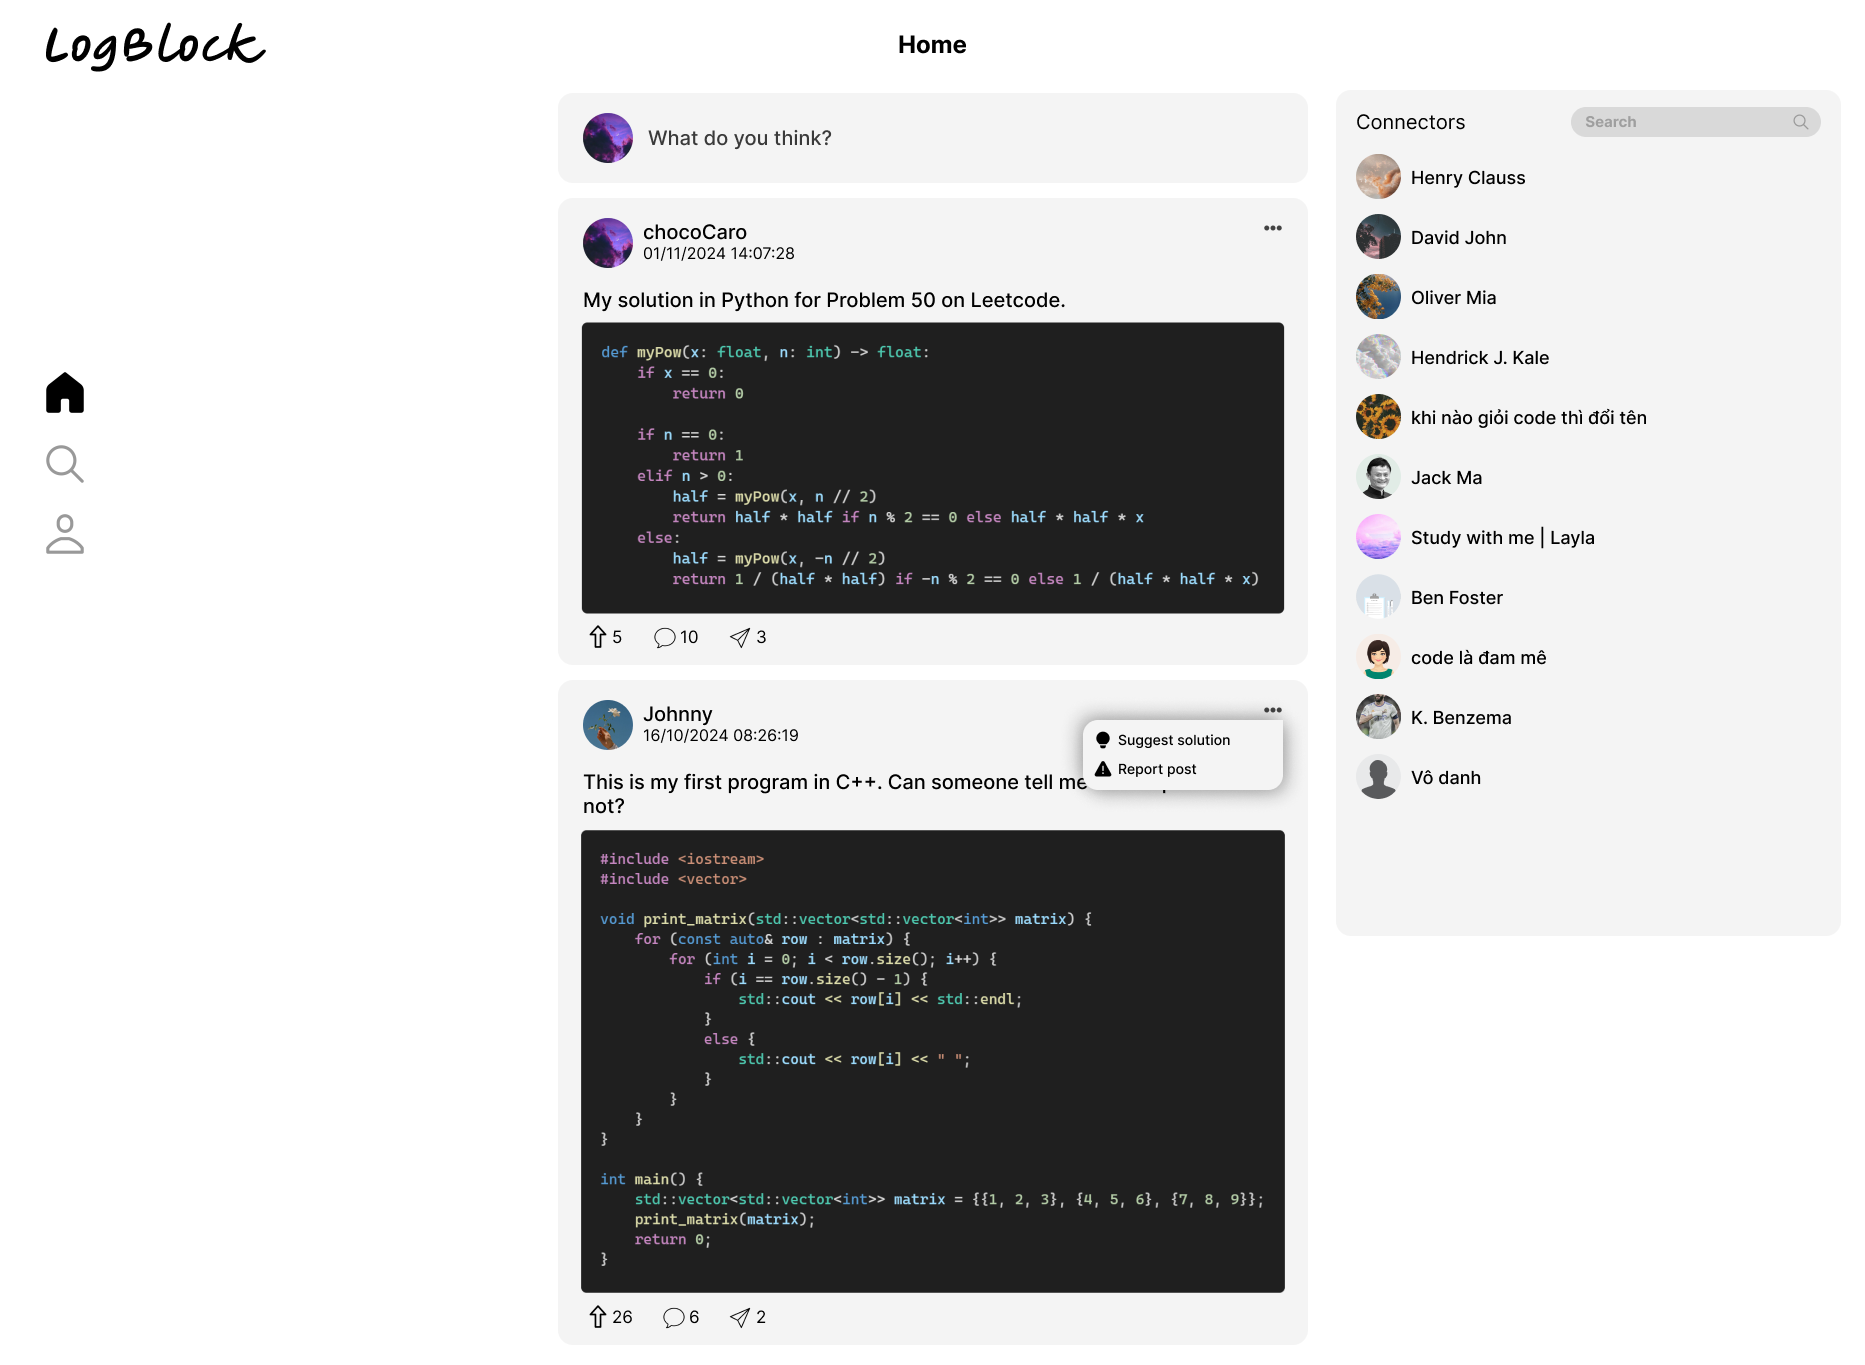 LogBlock
Home
What do you think?
chocoCaro
01/11/2024 14:07:28
My solution in Python for Problem 50 on Leetcode.
def myPow(x: float, n: int) -> float:
    if x == 0:
        return 0
    if n == 0:
        return 1
    elif n > 0:
        half = myPow(x, n // 2)
        return half * half if n % 2 == 0 else half * half * x
    else:
        half = myPow(x, -n // 2)
        return 1 / (half * half) if -n % 2 == 0 else 1 / (half * half * x)
5 10 3
Johnny
16/10/2024 08:26:19
Suggest solution
Report post
This is my first program in C++. Can someone tell me
not?
#include <iostream>
#include <vector>
void print_matrix(std::vector<std::vector<int>> matrix) {
    for (const auto& row : matrix) {
        for (int i = 0; i < row.size(); i++) {
            if (i == row.size() - 1) {
                std::cout << row[i] << std::endl;
            }
            else {
                std::cout << row[i] << " ";
            }
        }
    }
}
int main() {
    std::vector<std::vector<int>> matrix = {{1, 2, 3}, {4, 5, 6}, {7, 8, 9}};
    print_matrix(matrix);
    return 0;
}
26 6 2
Connectors
Search
Henry Clauss
David John
Oliver Mia
Hendrick J. Kale
khi nào giỏi code thì đổi tên
Jack Ma
Study with me | Layla
Ben Foster
code là đam mê
K. Benzema
Vô danh